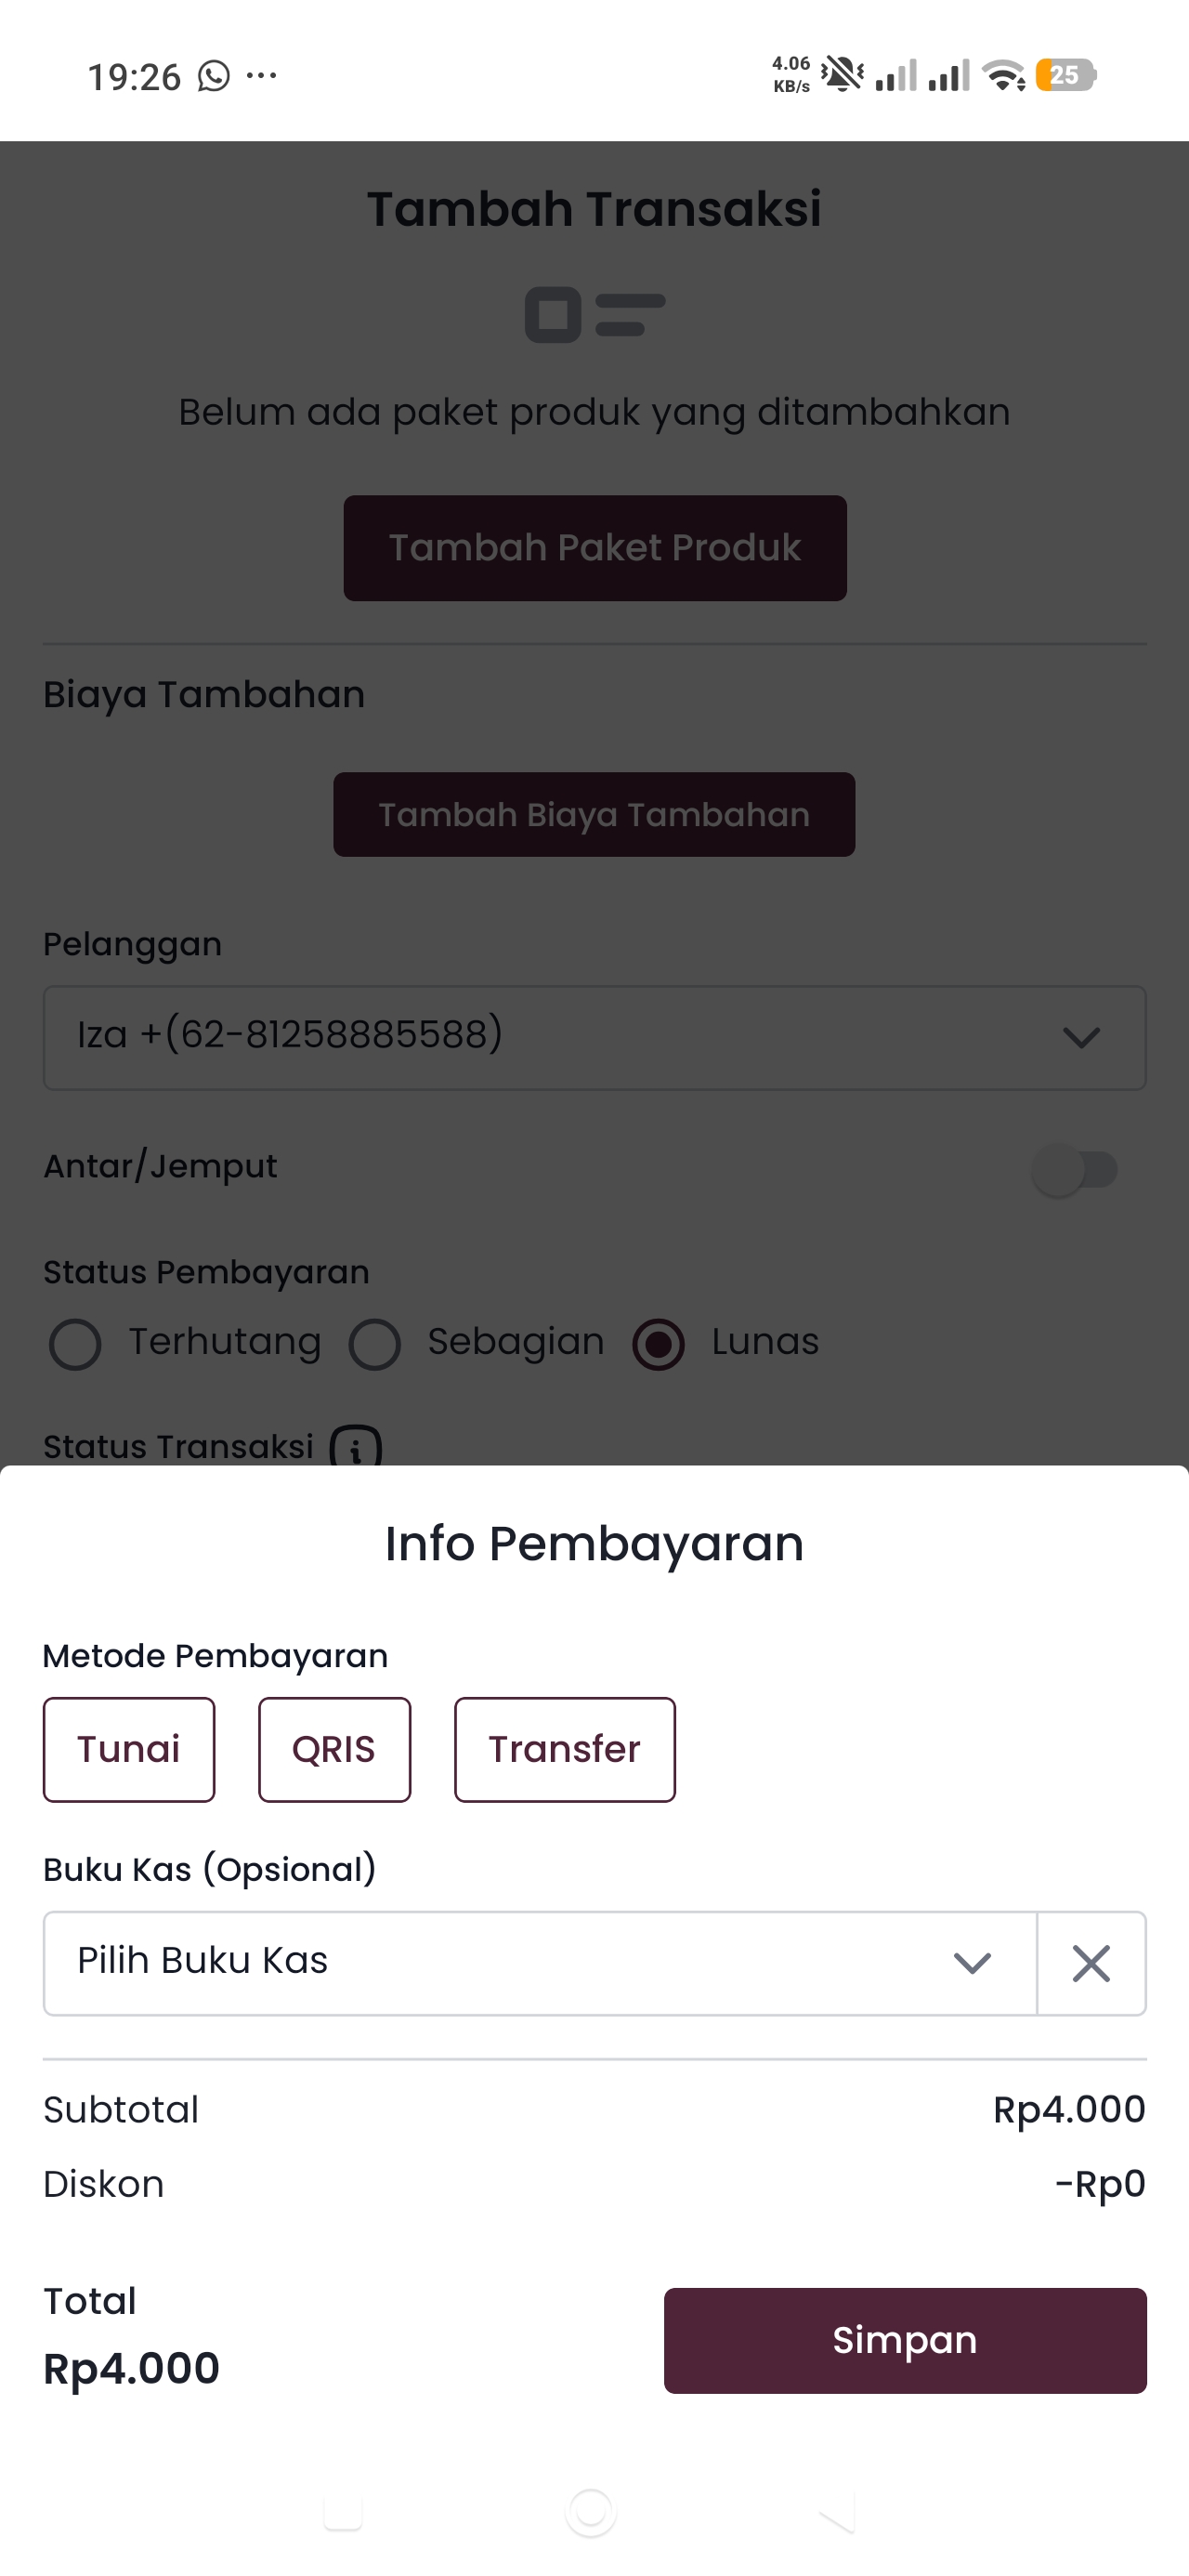 19:26
4.06
KB/s
25
Tambah Transaksi
Belum ada paket produk yang ditambahkan
Tambah Paket Produk
Biaya Tambahan
Tambah Biaya Tambahan
Pelanggan
Iza +(62-81258885588)
Antar/Jemput
Status Pembayaran
Terhutang Sebagian Lunas
Status Transaksi
Info Pembayaran
Metode Pembayaran
Tunai QRIS Transfer
Buku Kas (Opsional)
Pilih Buku Kas
Subtotal Rp4.000
Diskon -Rp0
Total
Rp4.000
Simpan